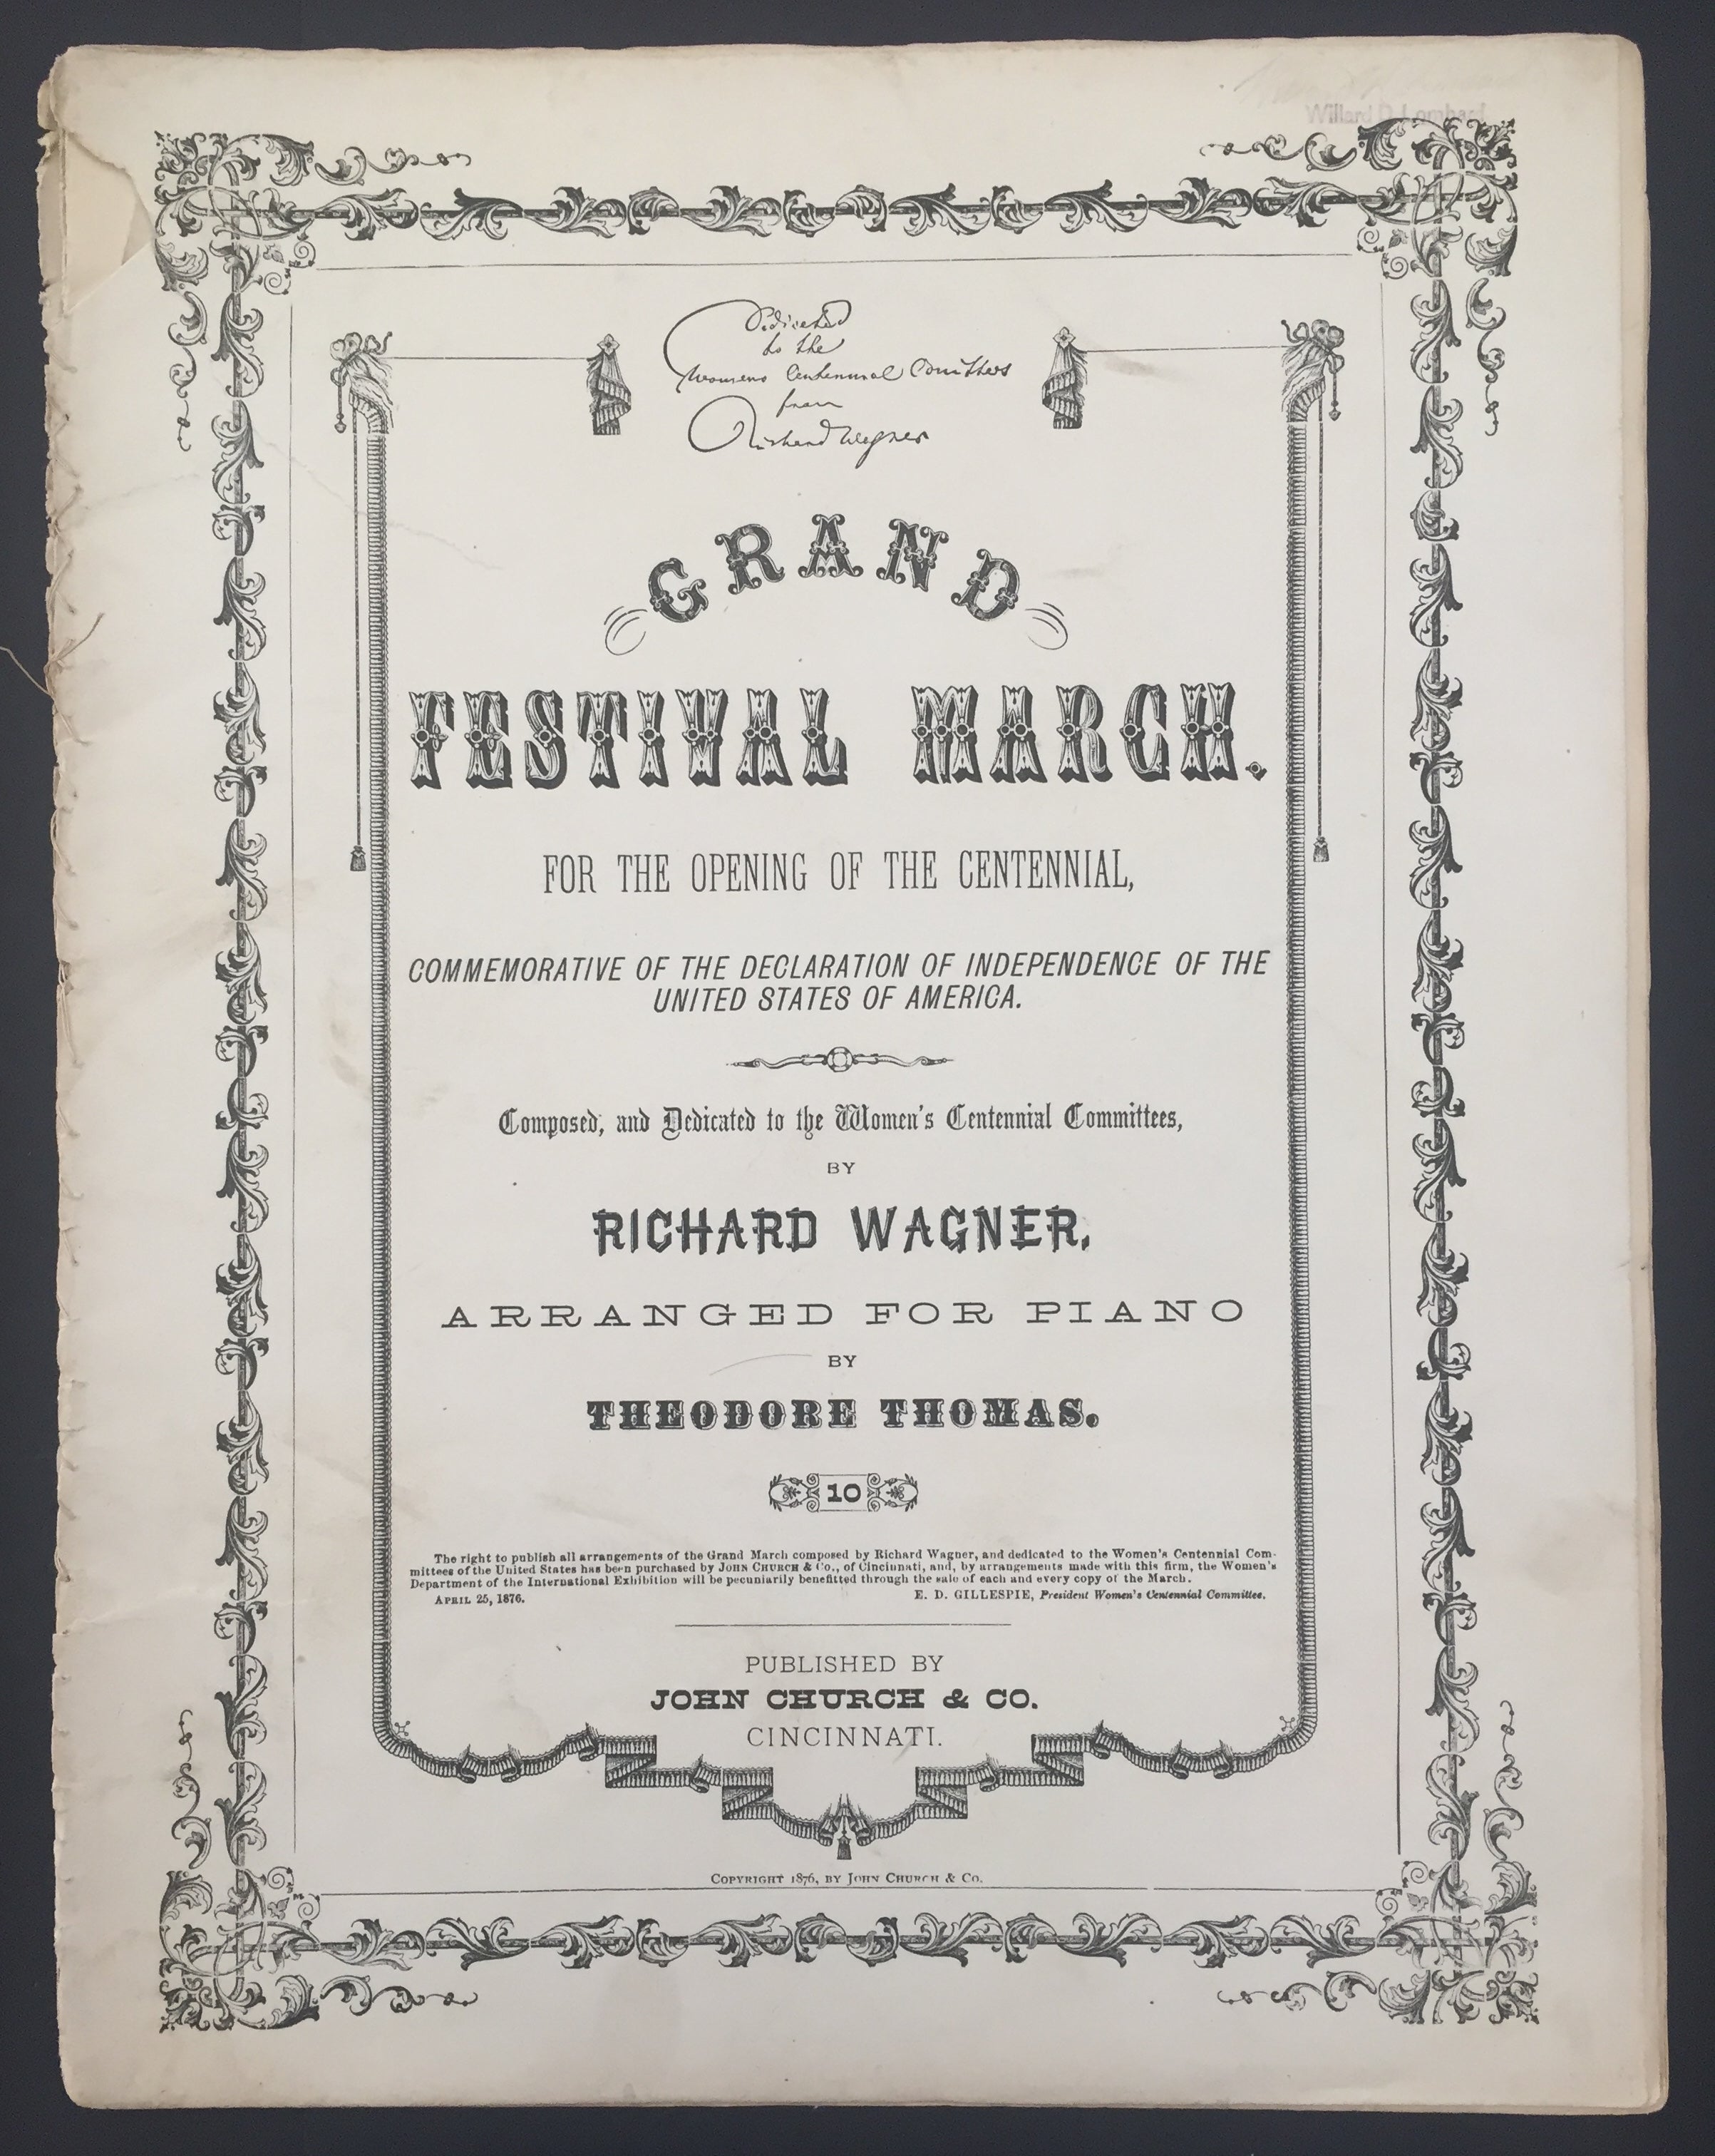 Willard D. Lombard
Dedicated
to the
Womens Centennial Comithees
from
Richard Wagner
GRAND
FESTIVAL MARCH.
FOR THE OPENING OF THE CENTENNIAL,
COMMEMORATIVE OF THE DECLARATION OF INDEPENDENCE OF THE
UNITED STATES OF AMERICA.
Composed, and Dedicated to the Women's Centennial Committees,
BY
RICHARD WAGNER,
ARRANGED FOR PIANO
BY
THEODORE THOMAS.
10
The right to publish all arrangements of the Grand March composed by Richard Wagner, and dedicated to the Women's Centennial Com-
mittees of the United States has been purchased by JOHN CHURCH & Co., of Cincinnati, and, by arrangements made with this firm, the Women's
Department of the International Exhibition will be pecuniarily benefitted through the sale of each and every copy of the March.
APRIL 25, 1876. E. D. GILLESPIE, President Women's Centennial Committee.
PUBLISHED BY
JOHN CHURCH & CO.
CINCINNATI.
COPYRIGHT 1876, BY JOHN CHURCH & CO.